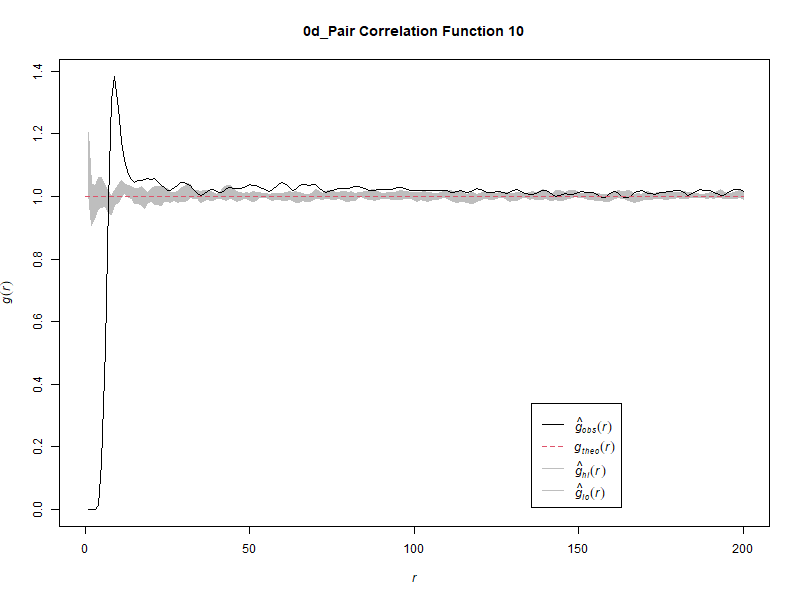 0d_Pair Correlation Function 10
g(r)
1.4
1.2
1.0
0.8
0.6
0.4
0.2
0.0
ĝobs(r)
gtheo(r)
ĝhi(r)
ĝlo(r)
0 50 100 150 200
r